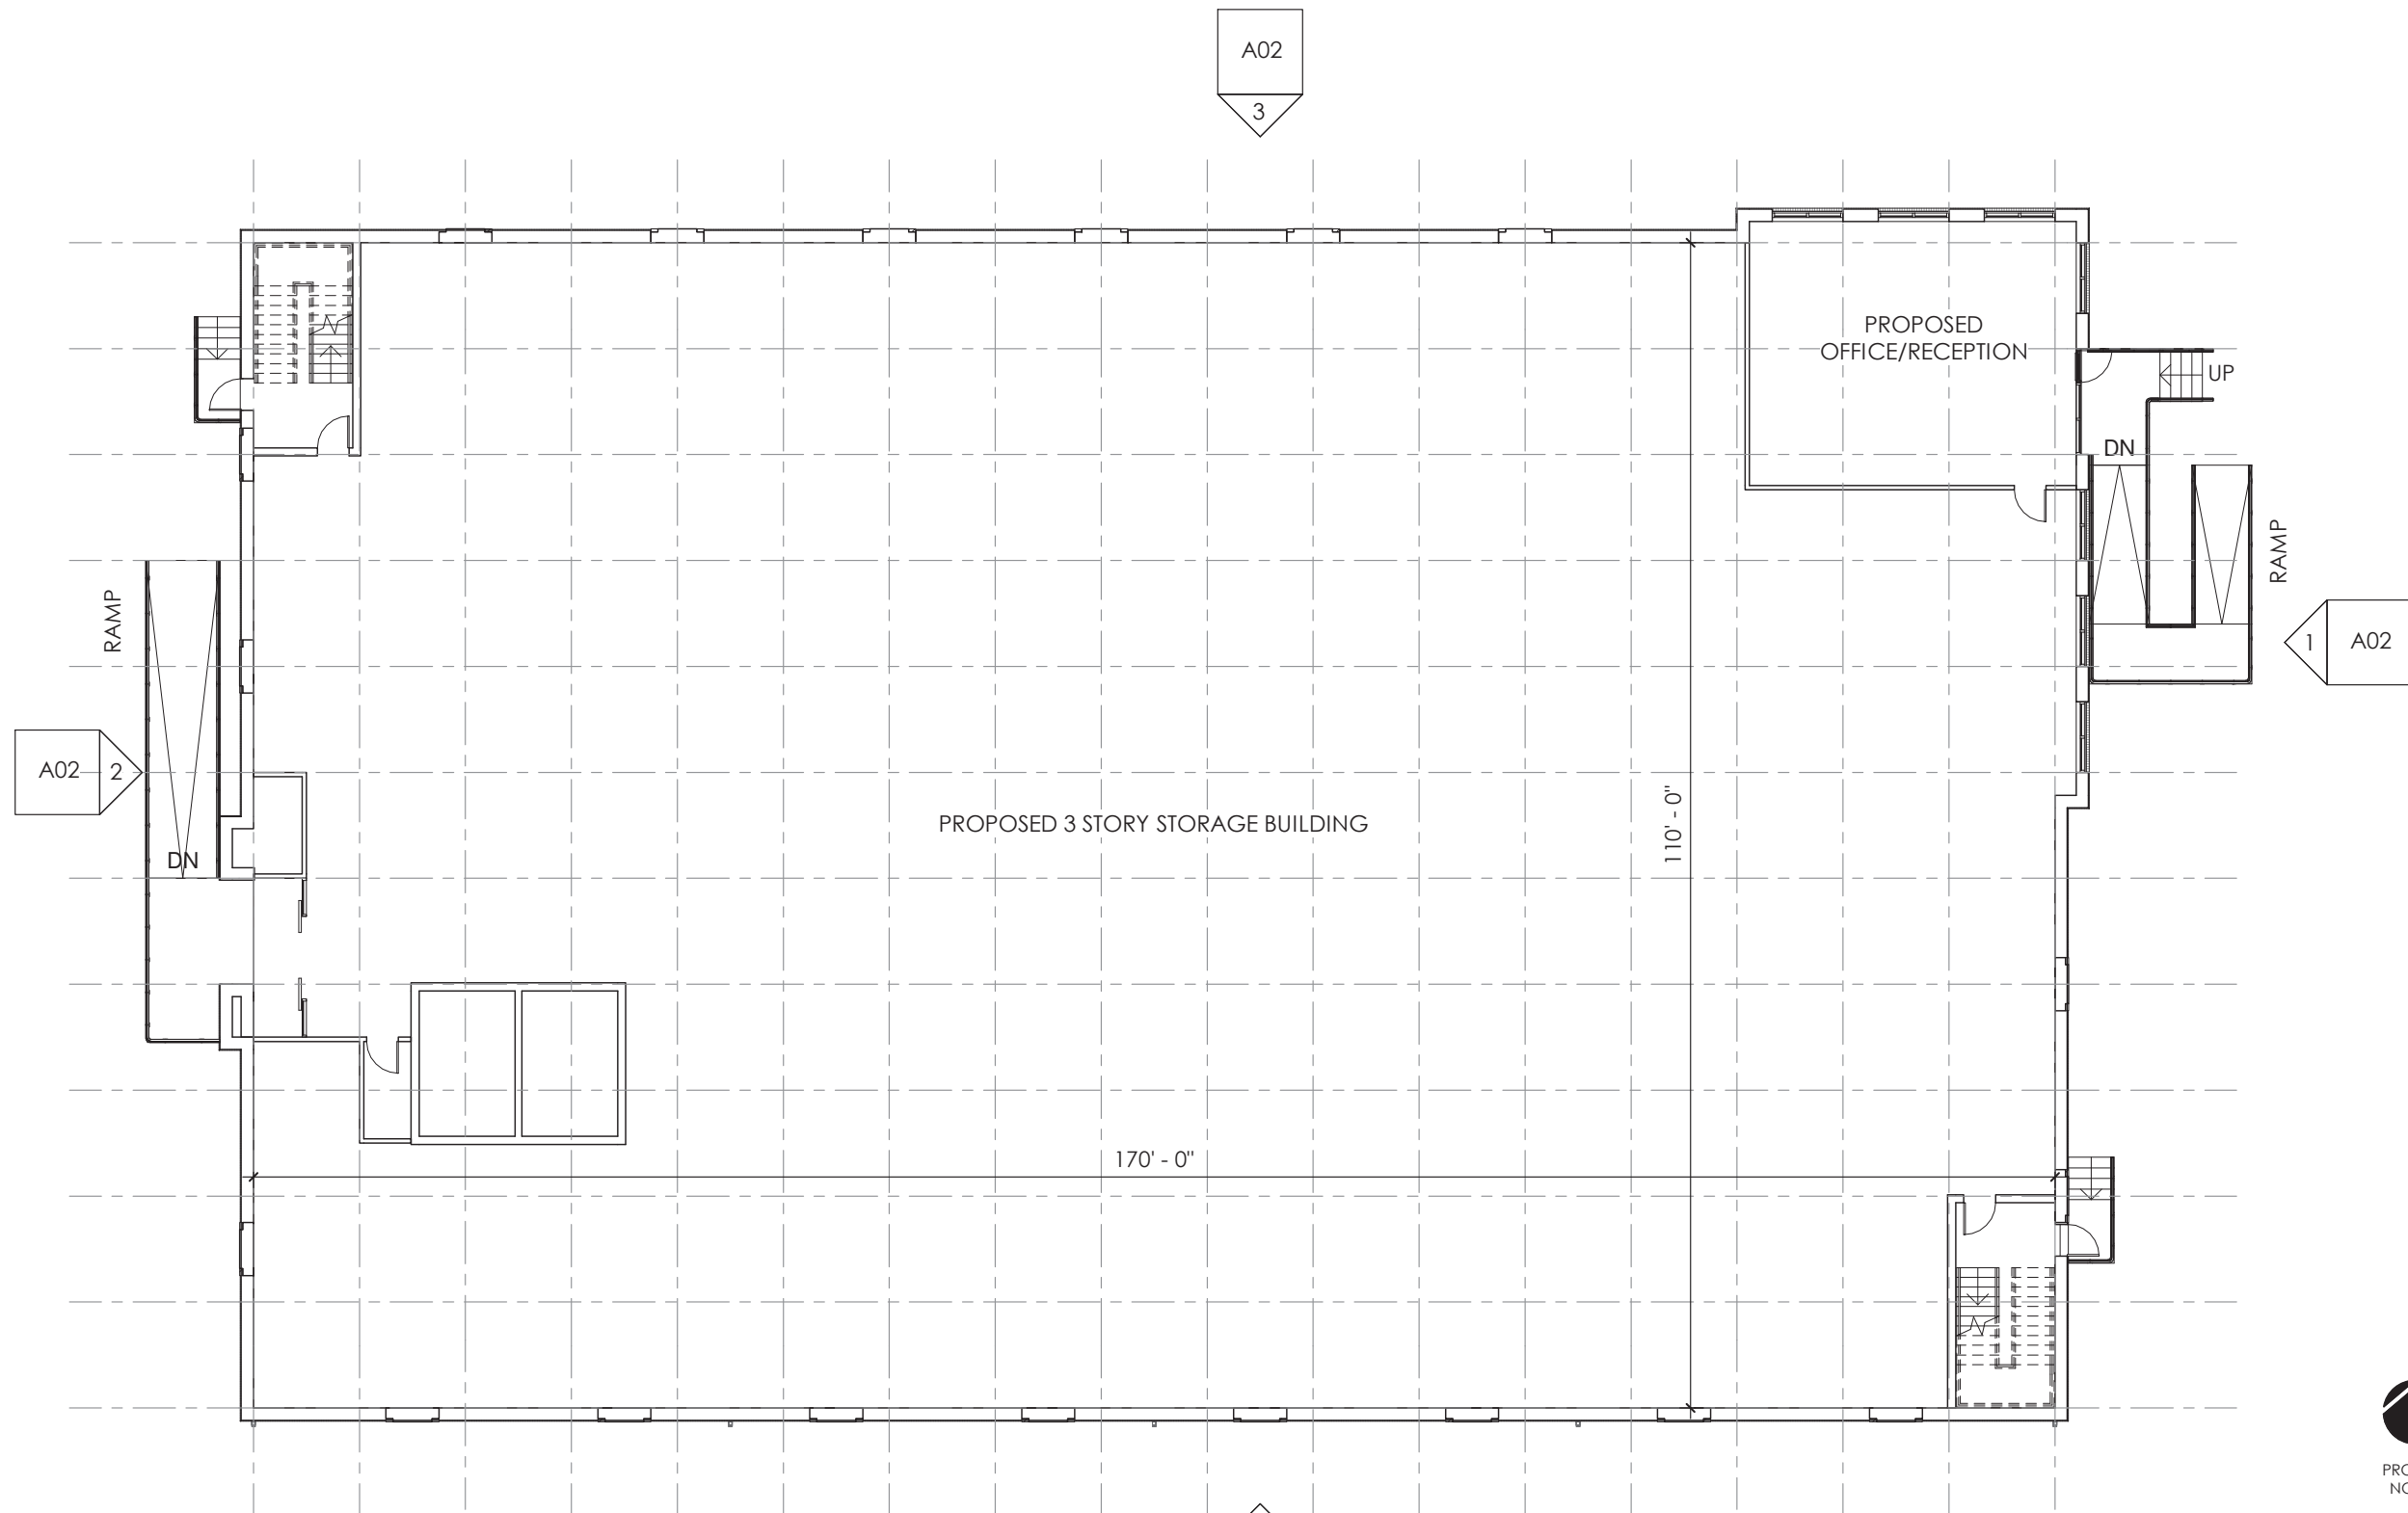 A02
3
PROPOSED
OFFICE/RECEPTION
UP
DN
RAMP
RAMP
1
A02
A02
2
PROPOSED 3 STORY STORAGE BUILDING
110' - 0"
DN
170' - 0"